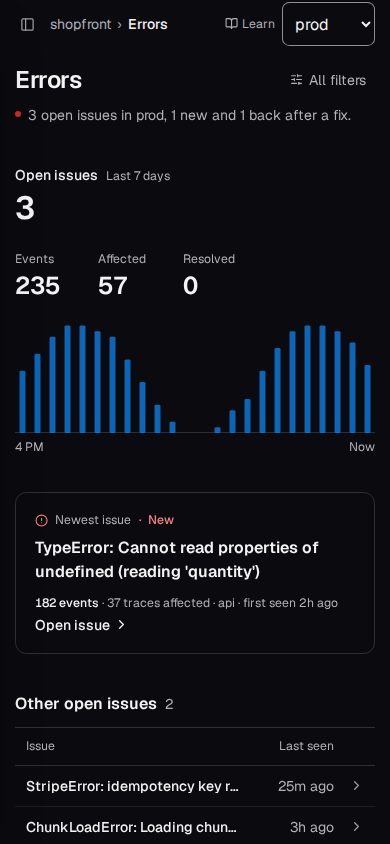 shopfront › Errors
Learn
prod
Errors
All filters
3 open issues in prod, 1 new and 1 back after a fix.
Open issues Last 7 days
3
Events Affected Resolved
235 57 0
4 PM Now
Newest issue · New
TypeError: Cannot read properties of
undefined (reading 'quantity')
182 events · 37 traces affected · api · first seen 2h ago
Open issue
Other open issues 2
Issue Last seen
StripeError: idempotency key r... 25m ago
ChunkLoadError: Loading chun... 3h ago